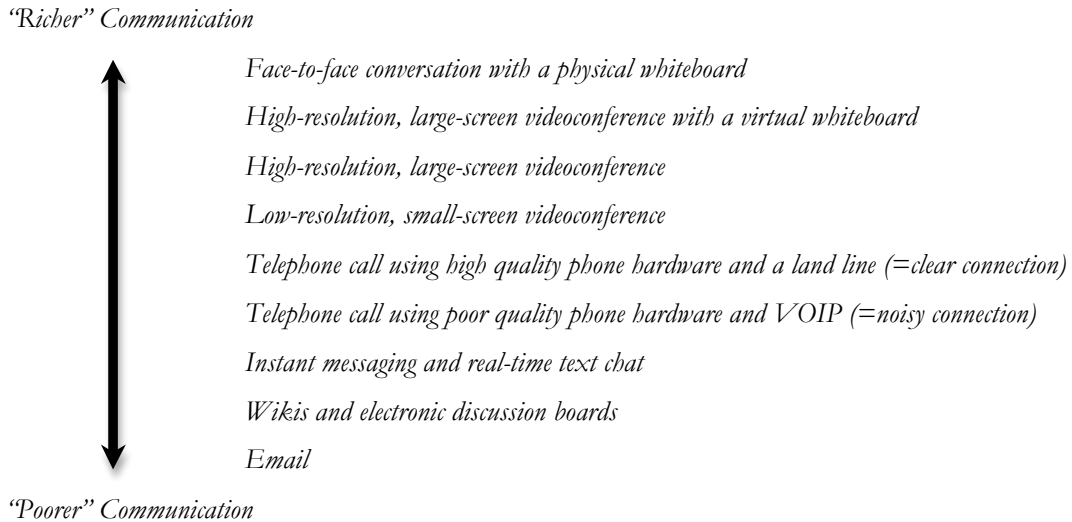 “Richer” Communication
Face-to-face conversation with a physical whiteboard
High-resolution, large-screen videoconference with a virtual whiteboard
High-resolution, large-screen videoconference
Low-resolution, small-screen videoconference
Telephone call using high quality phone hardware and a land line (=clear connection)
Telephone call using poor quality phone hardware and VOIP (=noisy connection)
Instant messaging and real-time text chat
Wikis and electronic discussion boards
Email
“Poorer” Communication